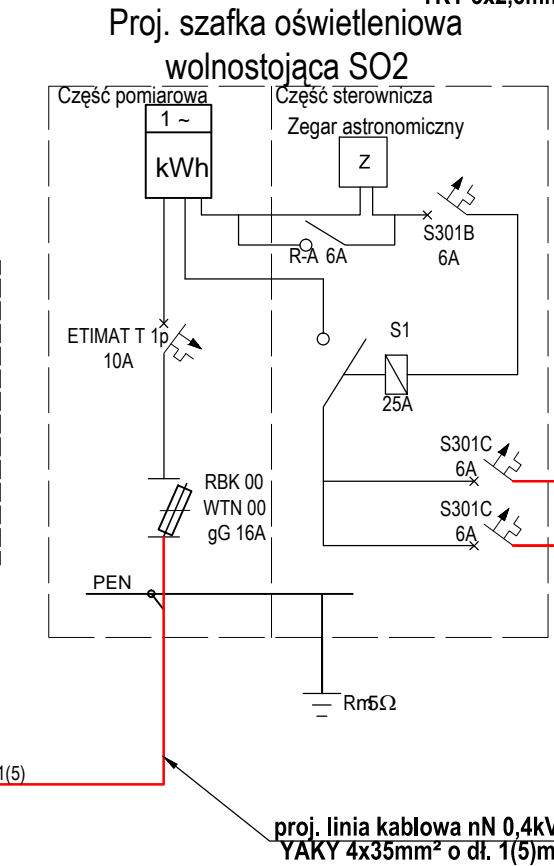 Proj. szafka oświetleniowa
wolnostojąca SO2
Część pomiarowa
Część sterownicza
1 ~
kWh
Zegar astronomiczny
Z
R-A 6A
S301B
6A
ETIMAT T 1p
10A
S1
25A
S301C
6A
S301C
6A
RBK 00
WTN 00
gG 16A
PEN
Rm5Ω
1(5)
proj. linia kablowa nN 0,4kV
YAKY 4x35mm² o dł. 1(5)m